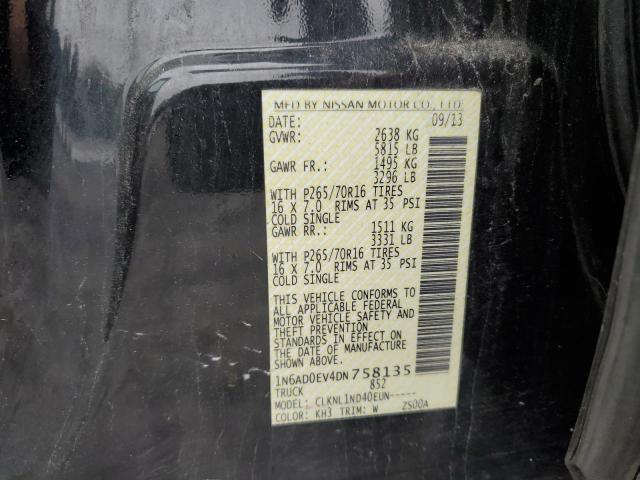 MFD BY NISSAN MOTOR CO., LTD.
DATE: 09/13
GVWR: 2638 KG
5815 LB
GAWR FR.: 1495 KG
3296 LB
WITH P265/70R16 TIRES
16 X 7.0 RIMS AT 35 PSI
COLD SINGLE
GAWR RR.: 1511 KG
3331 LB
WITH P265/70R16 TIRES
16 X 7.0 RIMS AT 35 PSI
COLD SINGLE
THIS VEHICLE CONFORMS TO
ALL APPLICABLE FEDERAL
MOTOR VEHICLE SAFETY AND
THEFT PREVENTION
STANDARDS IN EFFECT ON
THE DATE OF MANUFACTURE
SHOWN ABOVE.
1N6AD0EV4DN758135
TRUCK 852
MODEL: CLKNL1ND40EUN-----
COLOR: KH3 TRIM: W ZS00A